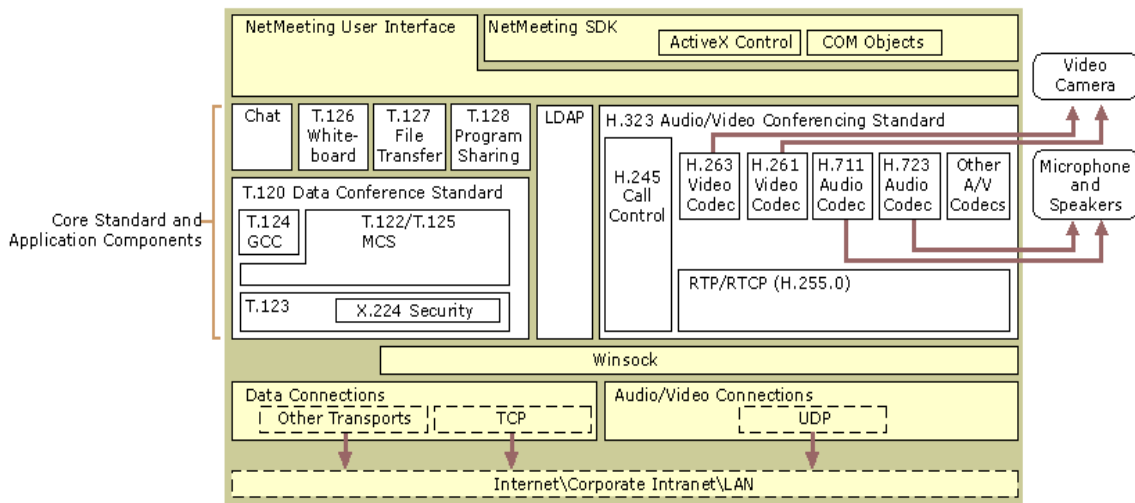 NetMeeting User Interface
NetMeeting SDK
ActiveX Control
COM Objects
Video
Camera
Chat
T.126
White-
board
T.127
File
Transfer
T.128
Program
Sharing
LDAP
H.323 Audio/Video Conferencing Standard
H.245
Call
Control
H.263
Video
Codec
H.261
Video
Codec
H.711
Audio
Codec
H.723
Audio
Codec
Other
A/V
Codecs
Microphone
and
Speakers
Core Standard and
Application Components
T.120 Data Conference Standard
T.124
GCC
T.122/T.125
MCS
RTP/RTCP (H.255.0)
T.123
X.224 Security
Winsock
Data Connections
Other Transports
TCP
Audio/Video Connections
UDP
Internet\Corporate Intranet\LAN